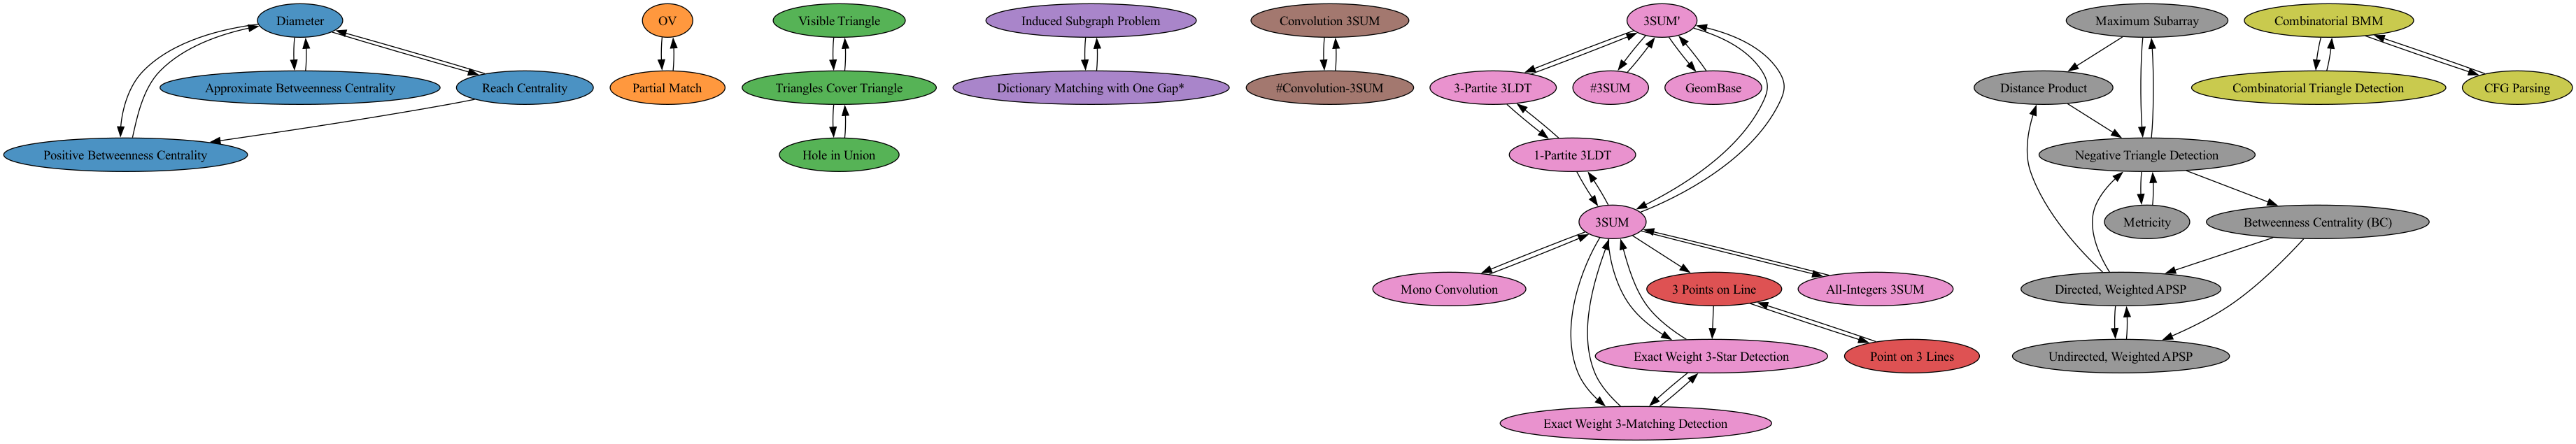 Diameter
OV
Visible Triangle
Induced Subgraph Problem
Convolution 3SUM
3SUM'
Maximum Subarray
Combinatorial BMM
Approximate Betweenness Centrality
Reach Centrality
Partial Match
Triangles Cover Triangle
Dictionary Matching with One Gap*
#Convolution-3SUM
3-Partite 3LDT
#3SUM
GeomBase
Distance Product
Combinatorial Triangle Detection
CFG Parsing
Positive Betweenness Centrality
Hole in Union
1-Partite 3LDT
Negative Triangle Detection
3SUM
Metricity
Betweenness Centrality (BC)
Mono Convolution
3 Points on Line
All-Integers 3SUM
Directed, Weighted APSP
Exact Weight 3-Star Detection
Point on 3 Lines
Undirected, Weighted APSP
Exact Weight 3-Matching Detection